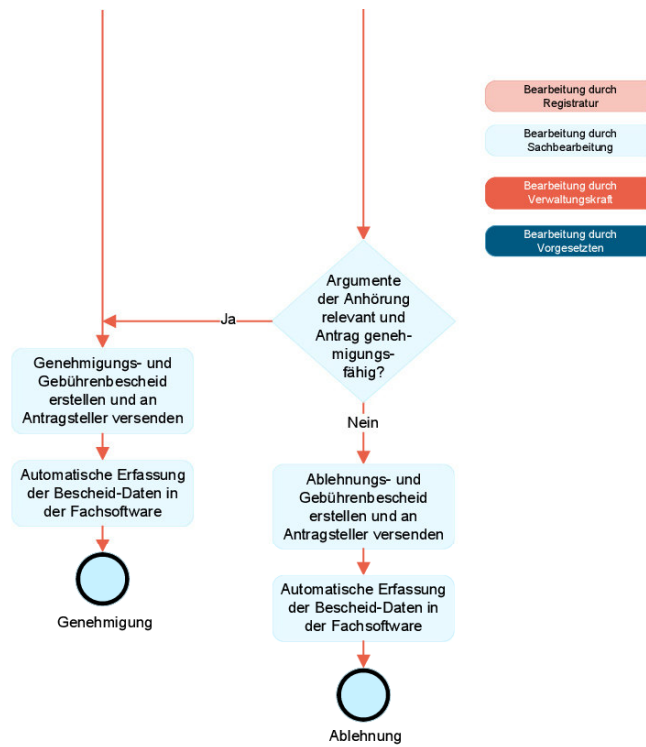 Bearbeitung durch
Registratur
Bearbeitung durch
Sachbearbeitung
Bearbeitung durch
Verwaltungskraft
Bearbeitung durch
Vorgesetzten
Argumente
der Anhörung
relevant und
Antrag geneh-
migungs-
fähig?
Ja
Genehmigungs- und
Gebührenbescheid
erstellen und an
Antragsteller versenden
Nein
Automatische Erfassung
der Bescheid-Daten in
der Fachsoftware
Ablehnungs- und
Gebührenbescheid
erstellen und an
Antragsteller versenden
Genehmigung
Automatische Erfassung
der Bescheid-Daten in
der Fachsoftware
Ablehnung